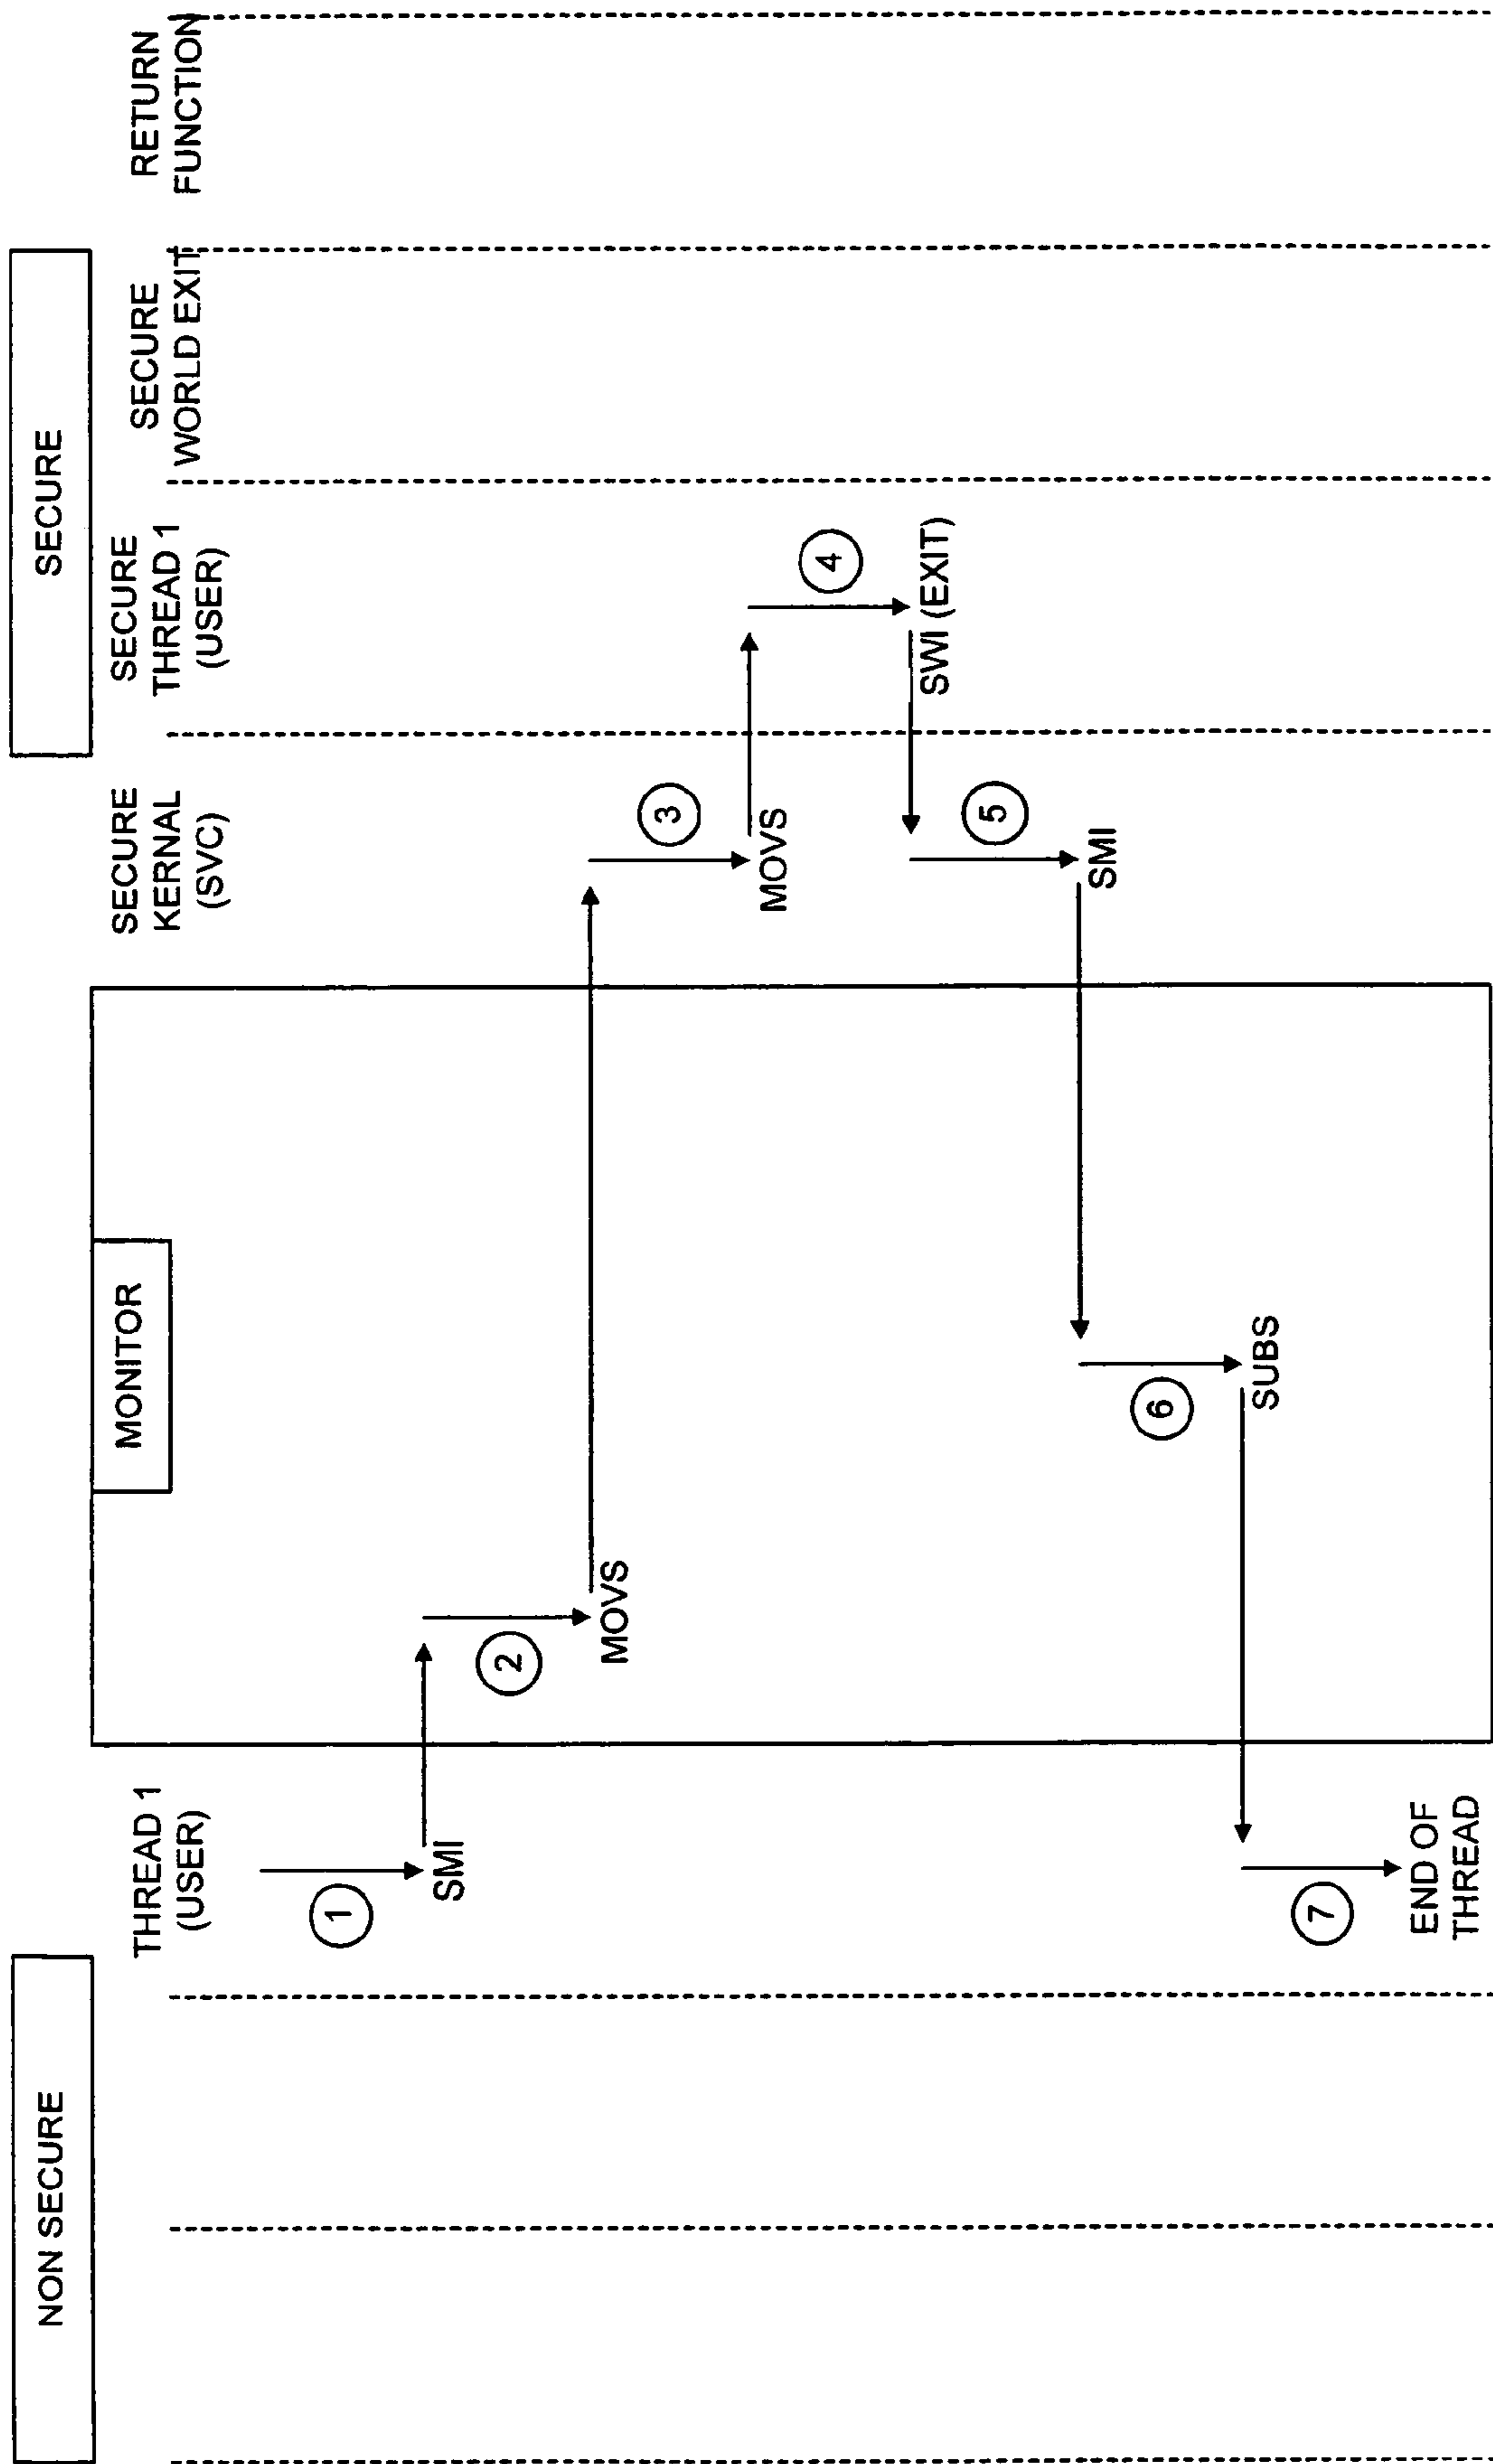 NON SECURE
MONITOR
SECURE
THREAD 1
(USER)
SECURE
KERNAL
(SVC)
SECURE
THREAD 1
(USER)
SECURE
WORLD EXIT
RETURN
FUNCTION
1
SMI
2
MOVS
3
MOVS
4
SWI (EXIT)
5
SMI
6
SUBS
7
END OF
THREAD